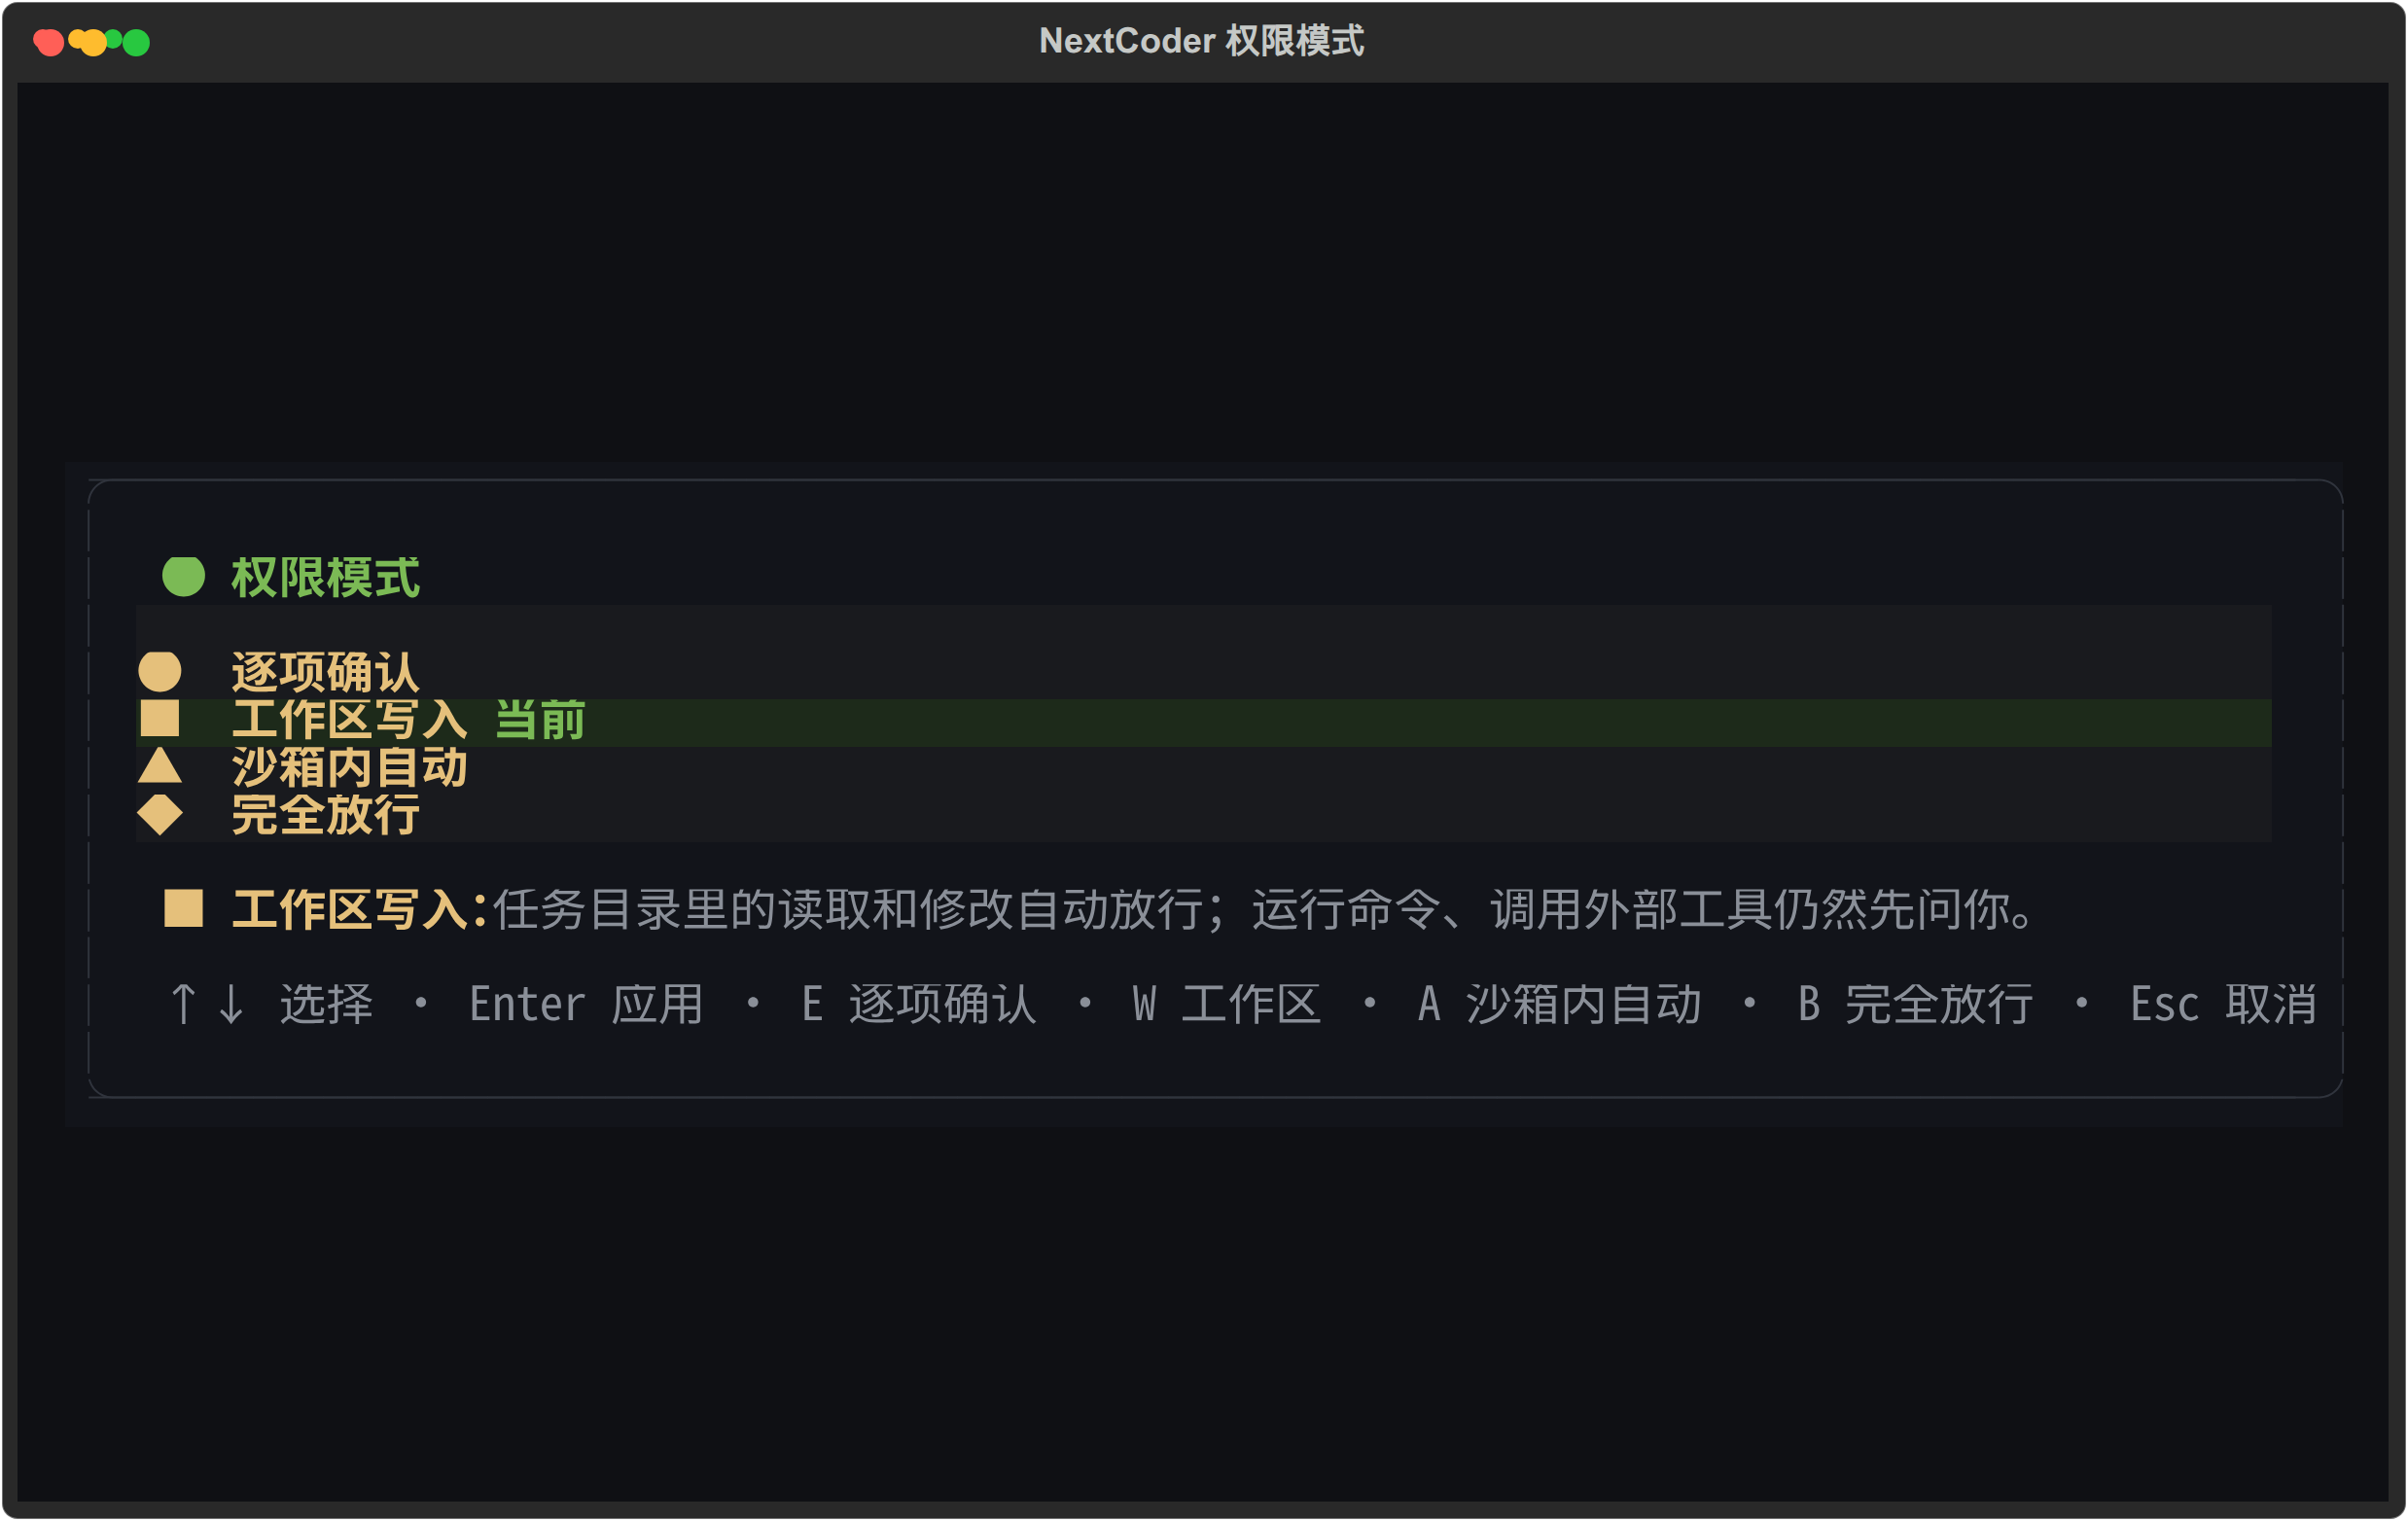 NextCoder 权限模式
● 权限模式
● 逐项确认
■ 工作区写入 当前
▲ 沙箱内自动
◆ 完全放行
■ 工作区写入：任务目录里的读取和修改自动放行；运行命令、调用外部工具仍然先问你。
↑↓ 选择 · Enter 应用 · E 逐项确认 · W 工作区 · A 沙箱内自动 · B 完全放行 · Esc 取消